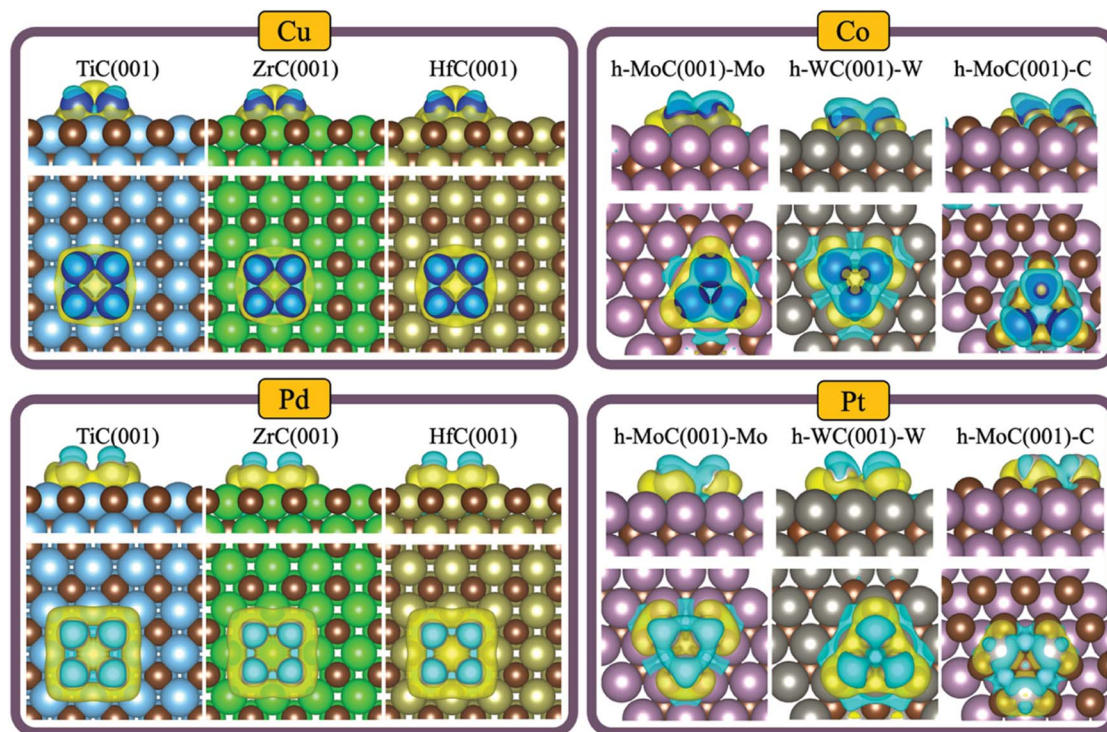 Cu
TiC(001) ZrC(001) HfC(001)
Co
h-MoC(001)-Mo h-WC(001)-W h-MoC(001)-C
Pd
TiC(001) ZrC(001) HfC(001)
Pt
h-MoC(001)-Mo h-WC(001)-W h-MoC(001)-C